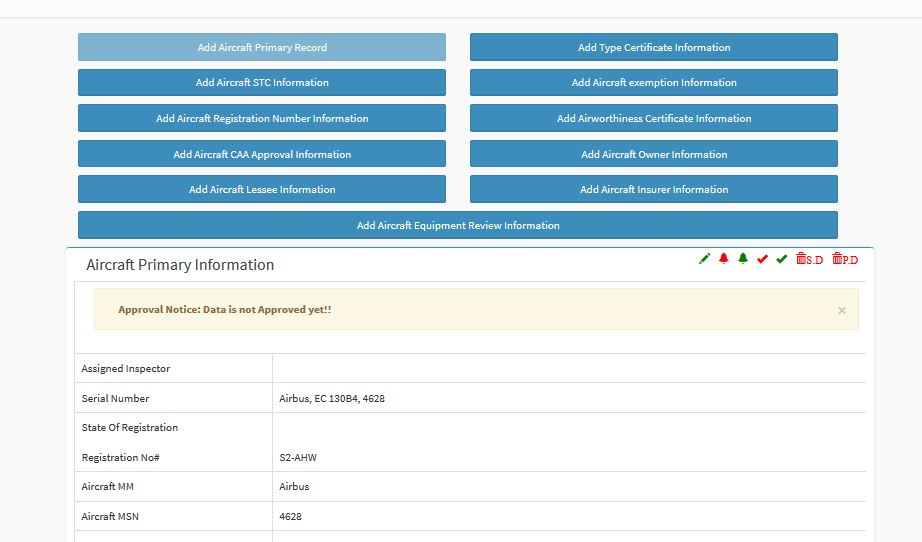 Add Aircraft Primary Record
Add Type Certificate Information
Add Aircraft STC Information
Add Aircraft exemption Information
Add Aircraft Registration Number Information
Add Airworthiness Certificate Information
Add Aircraft CAA Approval Information
Add Aircraft Owner Information
Add Aircraft Lessee Information
Add Aircraft Insurer Information
Add Aircraft Equipment Review Information
Aircraft Primary Information
S.D P.D
Approval Notice: Data is not Approved yet!! ×
Assigned Inspector
Serial Number Airbus, EC 130B4, 4628
State Of Registration
Registration No# S2-AHW
Aircraft MM Airbus
Aircraft MSN 4628